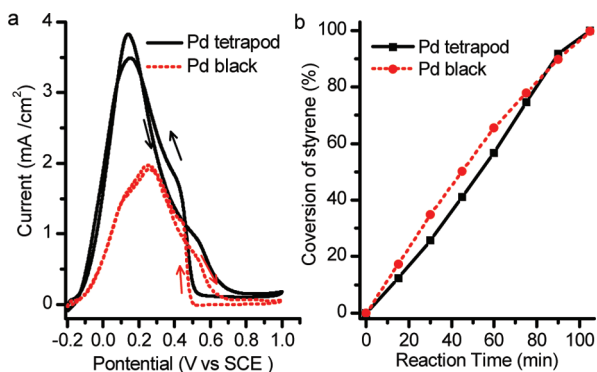 a
Pd tetrapod
Pd black
Current (mA /cm²)
4
3
2
1
0
-0.2 0.0 0.2 0.4 0.6 0.8 1.0
Pontential (V vs SCE )
b
Pd tetrapod
Pd black
Coversion of styrene (%)
100
80
60
40
20
0
0 20 40 60 80 100
Reaction Time (min)